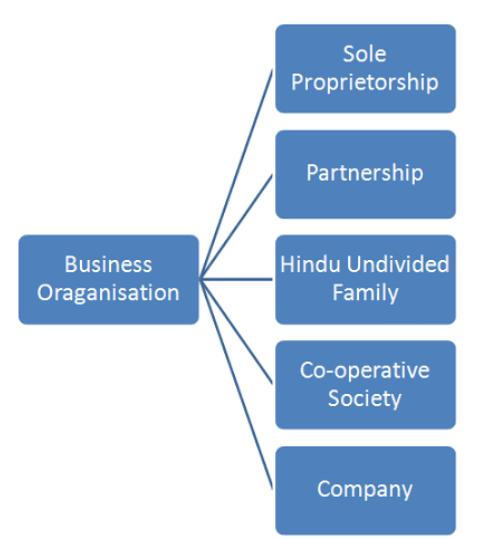 Business
Oraganisation
Sole
Proprietorship
Partnership
Hindu Undivided
Family
Co-operative
Society
Company